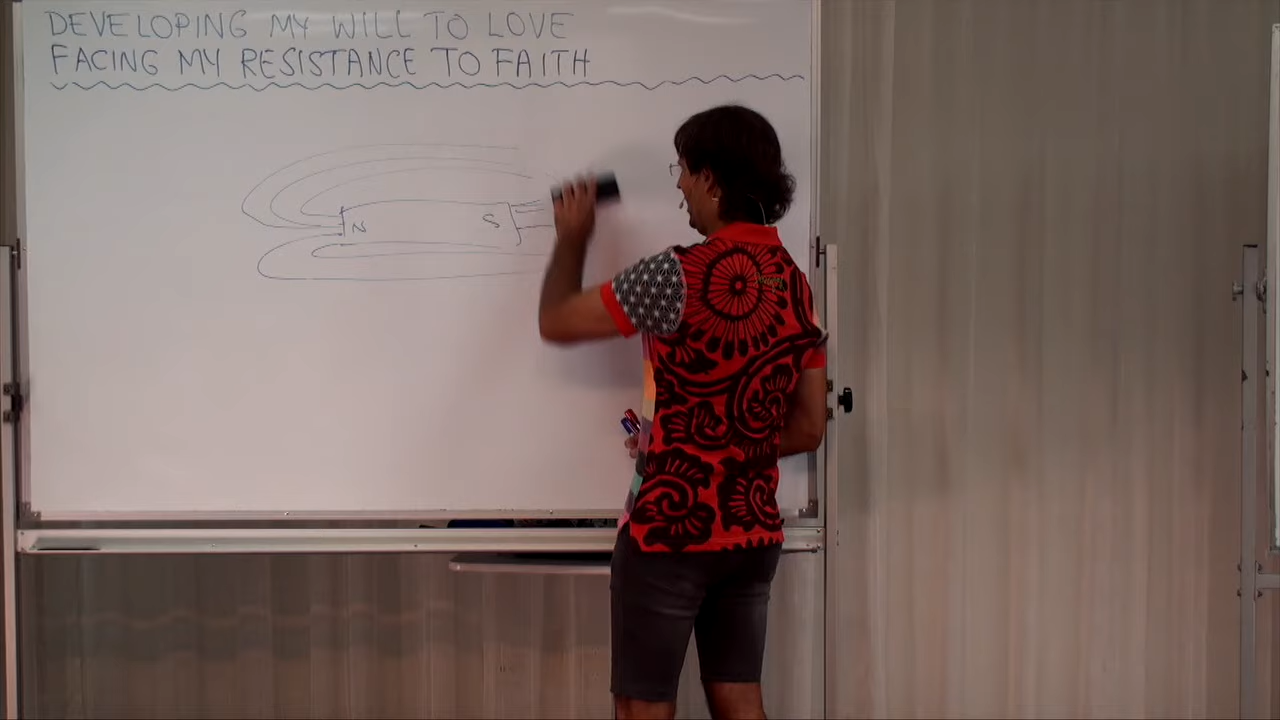 DEVELOPING MY WILL TO LOVE
FACING MY RESISTANCE TO FAITH
N S